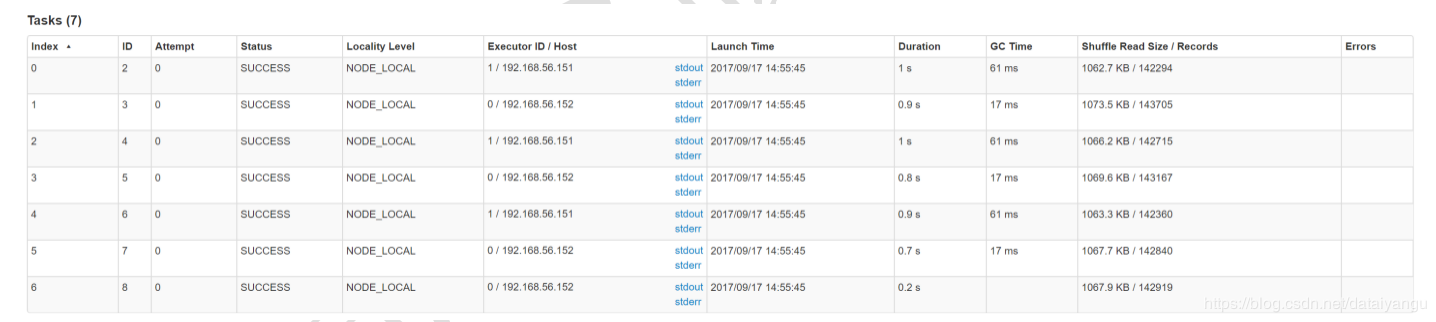 Tasks (7)
Index ▲ ID Attempt Status Locality Level Executor ID / Host Launch Time Duration GC Time Shuffle Read Size / Records Errors
0 2 0 SUCCESS NODE_LOCAL 1 / 192.168.56.151 stdout 2017/09/17 14:55:45 1 s 61 ms 1062.7 KB / 142294
stderr
1 3 0 SUCCESS NODE_LOCAL 0 / 192.168.56.152 stdout 2017/09/17 14:55:45 0.9 s 17 ms 1073.5 KB / 143705
stderr
2 4 0 SUCCESS NODE_LOCAL 1 / 192.168.56.151 stdout 2017/09/17 14:55:45 1 s 61 ms 1066.2 KB / 142715
stderr
3 5 0 SUCCESS NODE_LOCAL 0 / 192.168.56.152 stdout 2017/09/17 14:55:45 0.8 s 17 ms 1069.6 KB / 143167
stderr
4 6 0 SUCCESS NODE_LOCAL 1 / 192.168.56.151 stdout 2017/09/17 14:55:45 0.9 s 61 ms 1063.3 KB / 142360
stderr
5 7 0 SUCCESS NODE_LOCAL 0 / 192.168.56.152 stdout 2017/09/17 14:55:45 0.7 s 17 ms 1067.7 KB / 142840
stderr
6 8 0 SUCCESS NODE_LOCAL 0 / 192.168.56.152 stdout 2017/09/17 14:55:45 0.2 s 1067.9 KB / 142919
stderr
https://blog.csdn.net/dataiyangu